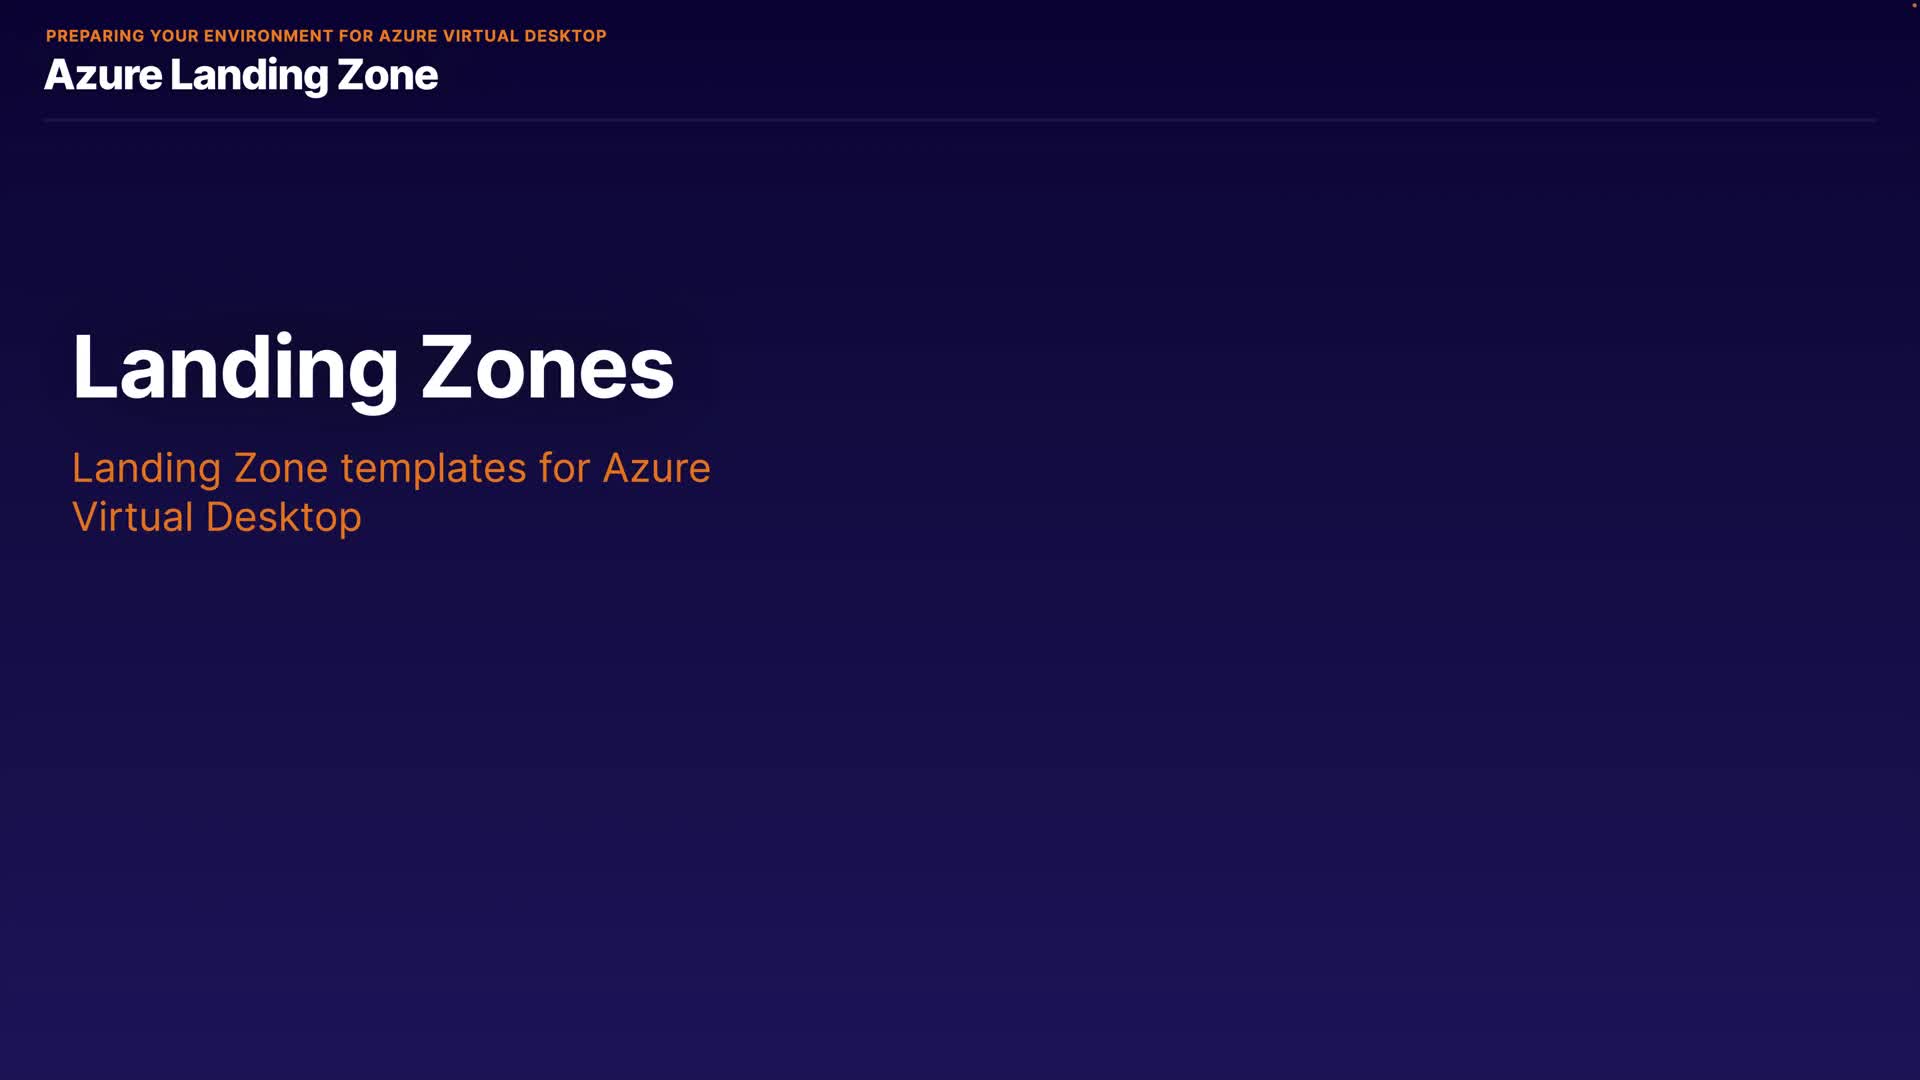 PREPARING YOUR ENVIRONMENT FOR AZURE VIRTUAL DESKTOP
Azure Landing Zone
Landing Zones
Landing Zone templates for Azure
Virtual Desktop